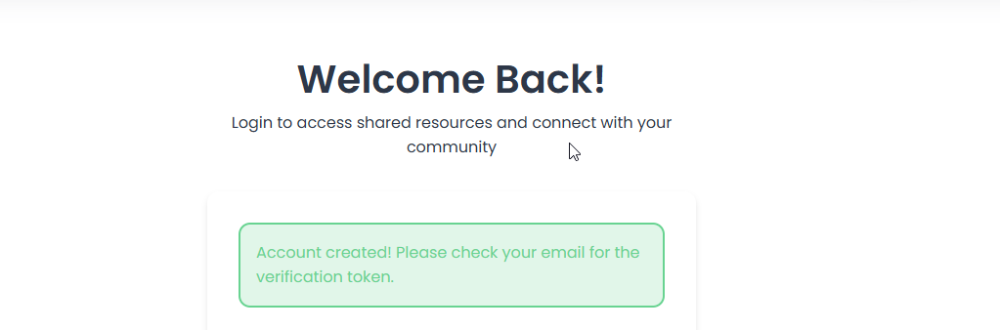 Welcome Back!
Login to access shared resources and connect with your
community
Account created! Please check your email for the
verification token.